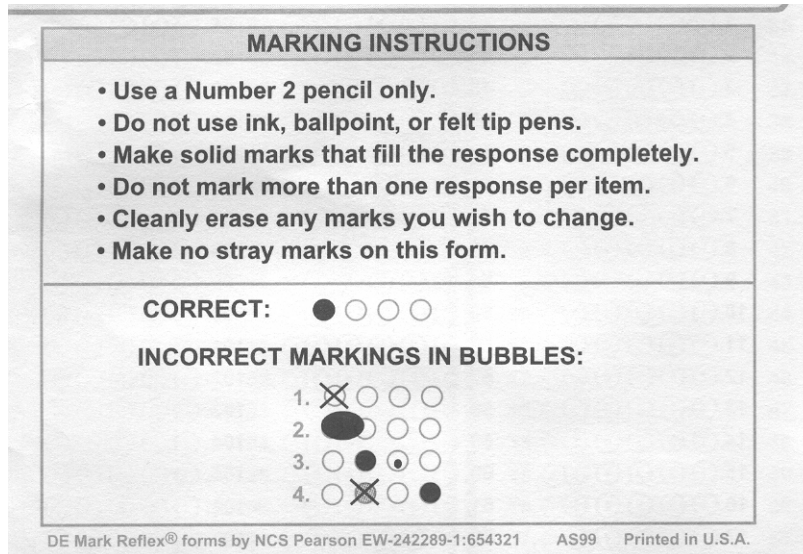 MARKING INSTRUCTIONS
• Use a Number 2 pencil only.
• Do not use ink, ballpoint, or felt tip pens.
• Make solid marks that fill the response completely.
• Do not mark more than one response per item.
• Cleanly erase any marks you wish to change.
• Make no stray marks on this form.
CORRECT:
INCORRECT MARKINGS IN BUBBLES:
1.
2.
3.
4.
DE Mark Reflex® forms by NCS Pearson EW-242289-1:654321 AS99 Printed in U.S.A.